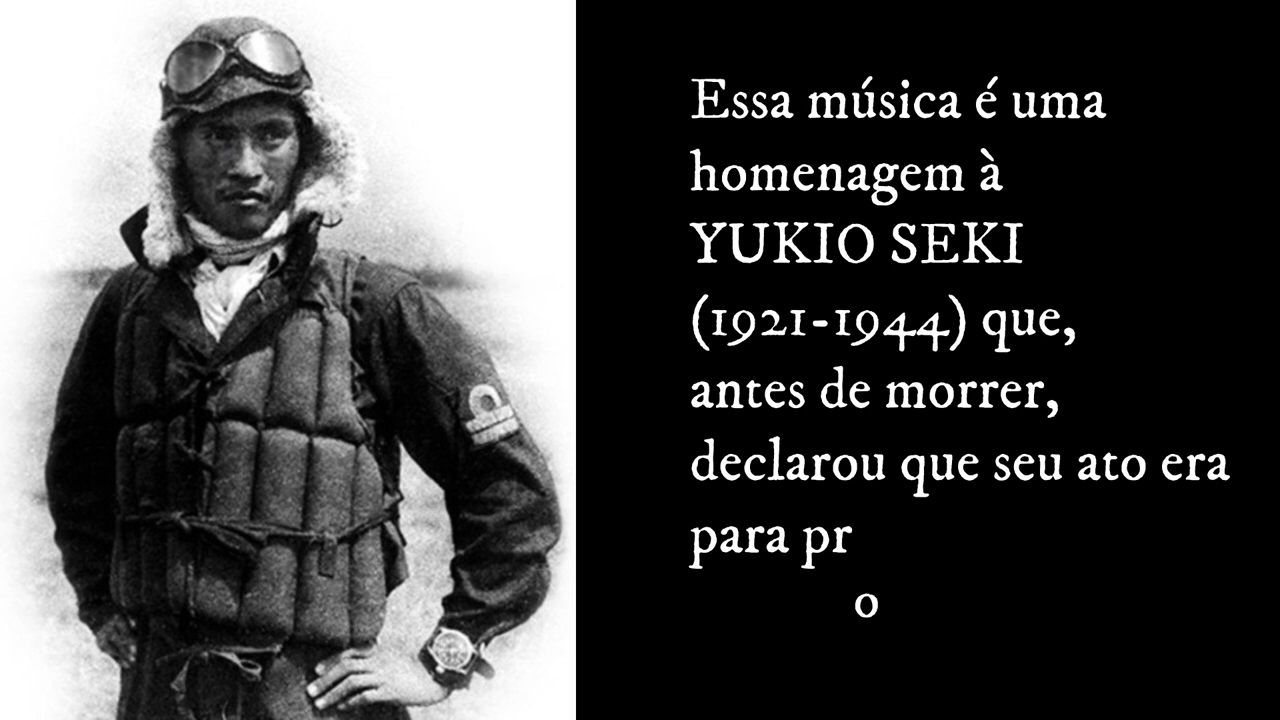 Essa música é uma
homenagem à
YUKIO SEKI
(1921-1944) que,
antes de morrer,
declarou que seu ato era
para pr
o